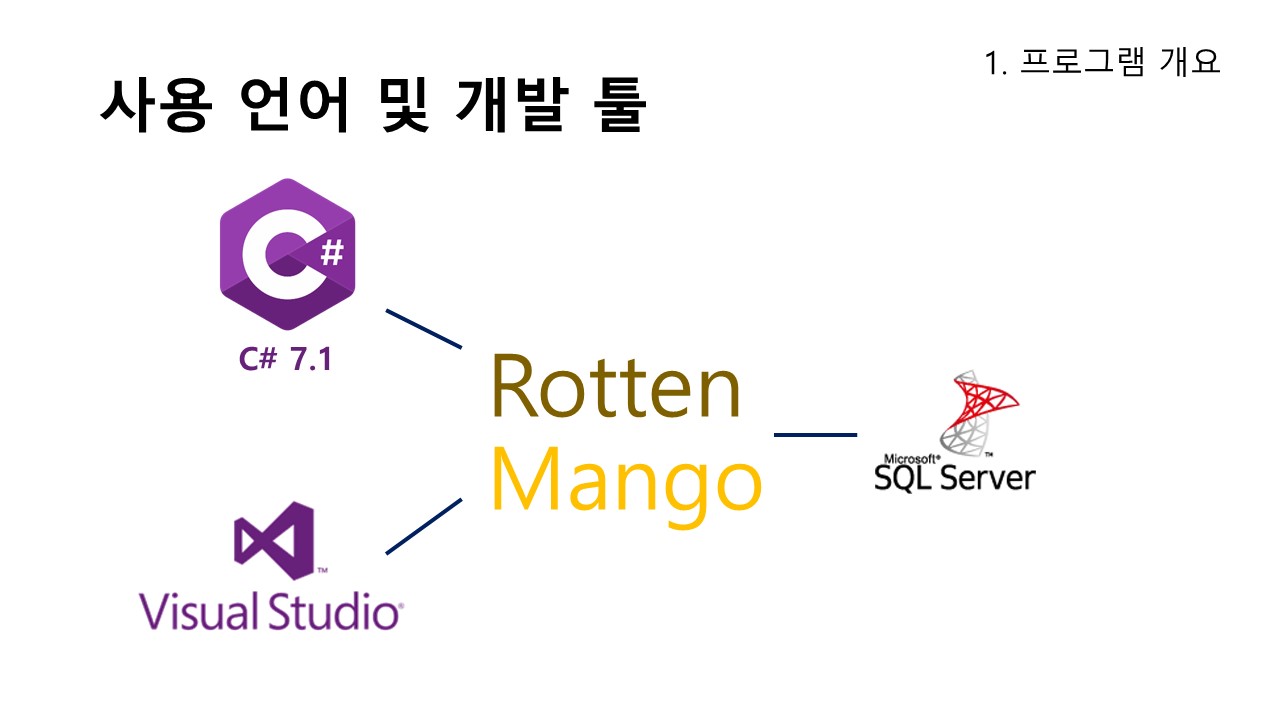 1. 프로그램 개요
사용 언어 및 개발 툴
C#
C# 7.1
Rotten
Mango
Microsoft®
SQL Server™
Visual Studio®
™